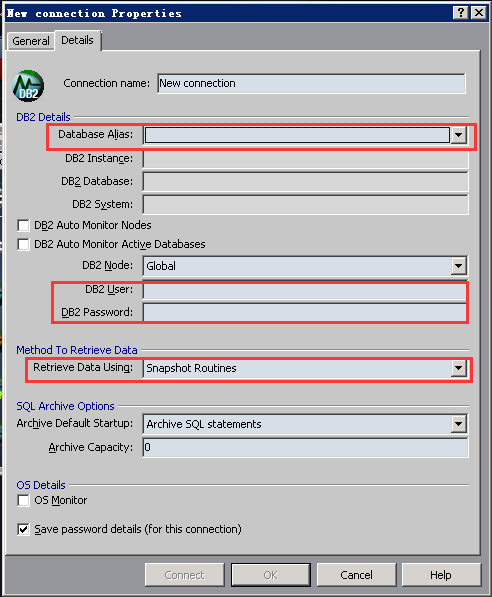 New connection Properties
General
Details
DB2
Connection name: New connection
DB2 Details
Database Alias:
DB2 Instance:
DB2 Database:
DB2 System:
DB2 Auto Monitor Nodes
DB2 Auto Monitor Active Databases
DB2 Node: Global
DB2 User:
DB2 Password:
Method To Retrieve Data
Retrieve Data Using: Snapshot Routines
SQL Archive Options
Archive Default Startup: Archive SQL statements
Archive Capacity: 0
OS Details
OS Monitor
Save password details (for this connection)
Connect
OK
Cancel
Help